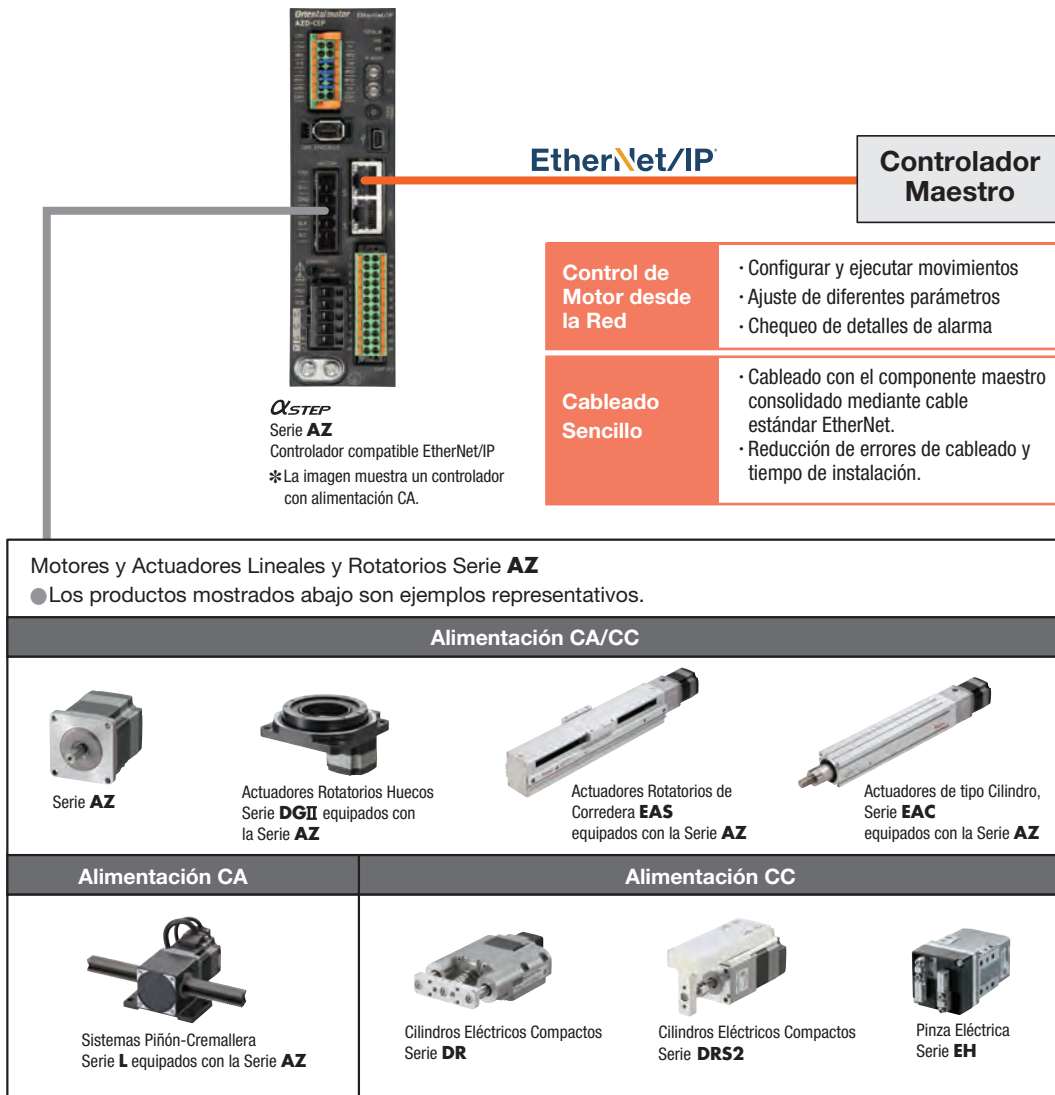 Orientalmotor EtherNet/IP
AZD-CEP
EtherNet/IP
Controlador
Maestro
Control de
Motor desde
la Red
· Configurar y ejecutar movimientos
· Ajuste de diferentes parámetros
· Chequeo de detalles de alarma
Cableado
Sencillo
· Cableado con el componente maestro
consolidado mediante cable
estándar EtherNet.
· Reducción de errores de cableado y
tiempo de instalación.
αSTEP
Serie AZ
Controlador compatible EtherNet/IP
✽La imagen muestra un controlador
con alimentación CA.
Motores y Actuadores Lineales y Rotatorios Serie AZ
●Los productos mostrados abajo son ejemplos representativos.
Alimentación CA/CC
Serie AZ
Actuadores Rotatorios Huecos
Serie DGII equipados con
la Serie AZ
Actuadores Rotatorios de
Corredera EAS
equipados con la Serie AZ
Actuadores de tipo Cilindro,
Serie EAC
equipados con la Serie AZ
Alimentación CA
Alimentación CC
Sistemas Piñón-Cremallera
Serie L equipados con la Serie AZ
Cilindros Eléctricos Compactos
Serie DR
Cilindros Eléctricos Compactos
Serie DRS2
Pinza Eléctrica
Serie EH